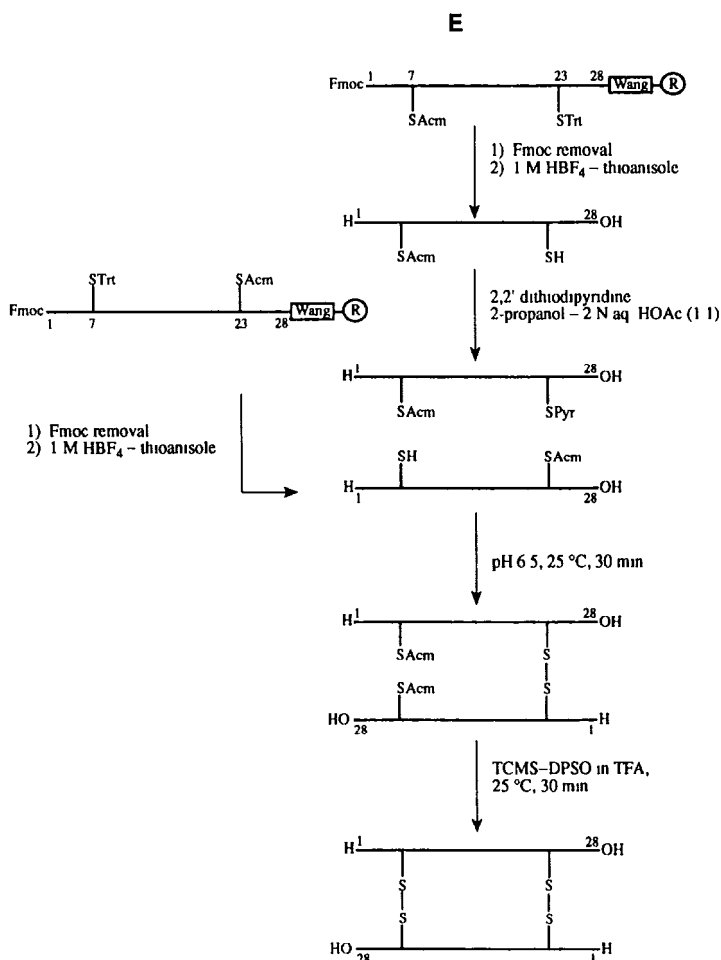 E
Fmoc 1 7 23 28 Wang R
SAcm STrt
1) Fmoc removal
2) 1 M HBF4 – thioanisole
H 1 28 OH
SAcm SH
STrt SAcm
Fmoc 1 7 23 28 Wang R
2,2' dithiodipyridine
2-propanol – 2 N aq HOAc (1 1)
H 1 28 OH
SAcm SPyr
1) Fmoc removal
2) 1 M HBF4 – thioanisole
SH SAcm
H 1 28 OH
pH 6 5, 25 °C, 30 min
H 1 28 OH
SAcm S
SAcm S
HO 28 1 H
TCMS–DPSO in TFA,
25 °C, 30 min
H 1 28 OH
S S
S S
HO 28 1 H